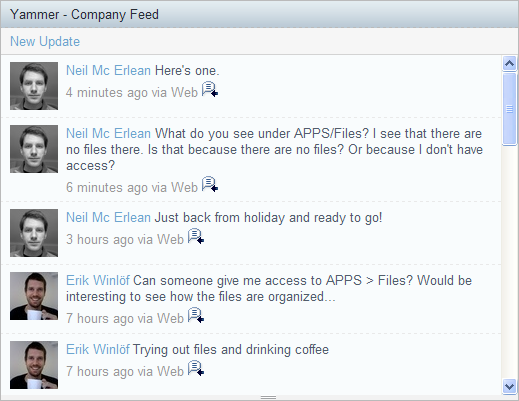 Yammer - Company Feed
New Update
Neil Mc Erlean Here's one.
4 minutes ago via Web
Neil Mc Erlean What do you see under APPS/Files? I see that there are
no files there. Is that because there are no files? Or because I don't have
access?
6 minutes ago via Web
Neil Mc Erlean Just back from holiday and ready to go!
3 hours ago via Web
Erik Winlöf Can someone give me access to APPS > Files? Would be
interesting to see how the files are organized...
7 hours ago via Web
Erik Winlöf Trying out files and drinking coffee
7 hours ago via Web